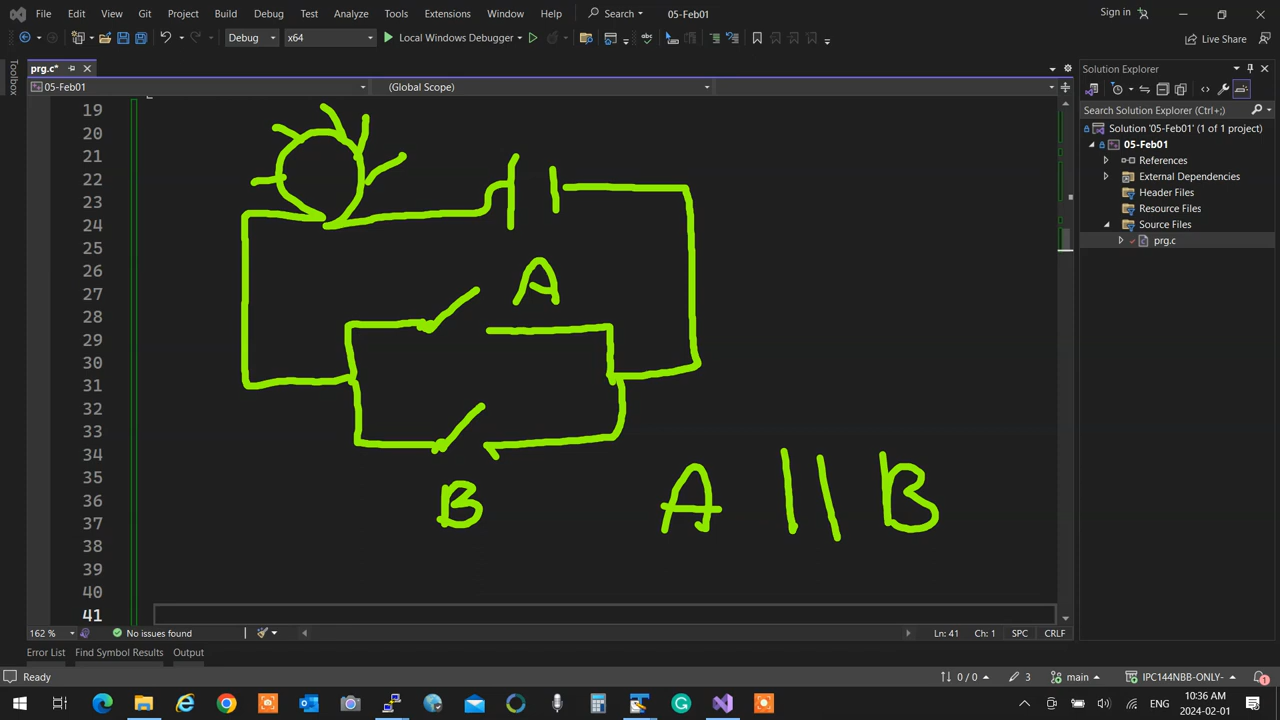 File Edit View Git Project Build Debug Test Analyze Tools Extensions Window Help Search 05-Feb01 Sign in
Debug x64 Local Windows Debugger Live Share
Toolbox
prg.c*
05-Feb01 (Global Scope)
19
20
21
22
23
24
25
26
27
28
29
30
31
32
33
34
35
36
37
38
39
40
41
A
B
A || B
162 % No issues found Ln: 41 Ch: 1 SPC CRLF
Error List Find Symbol Results Output
Solution Explorer
Search Solution Explorer (Ctrl+;)
Solution '05-Feb01' (1 of 1 project)
05-Feb01
References
External Dependencies
Header Files
Resource Files
Source Files
prg.c
Ready 0 / 0 3 main IPC144NBB-ONLY- 1
ENG 10:36 AM
2024-02-01